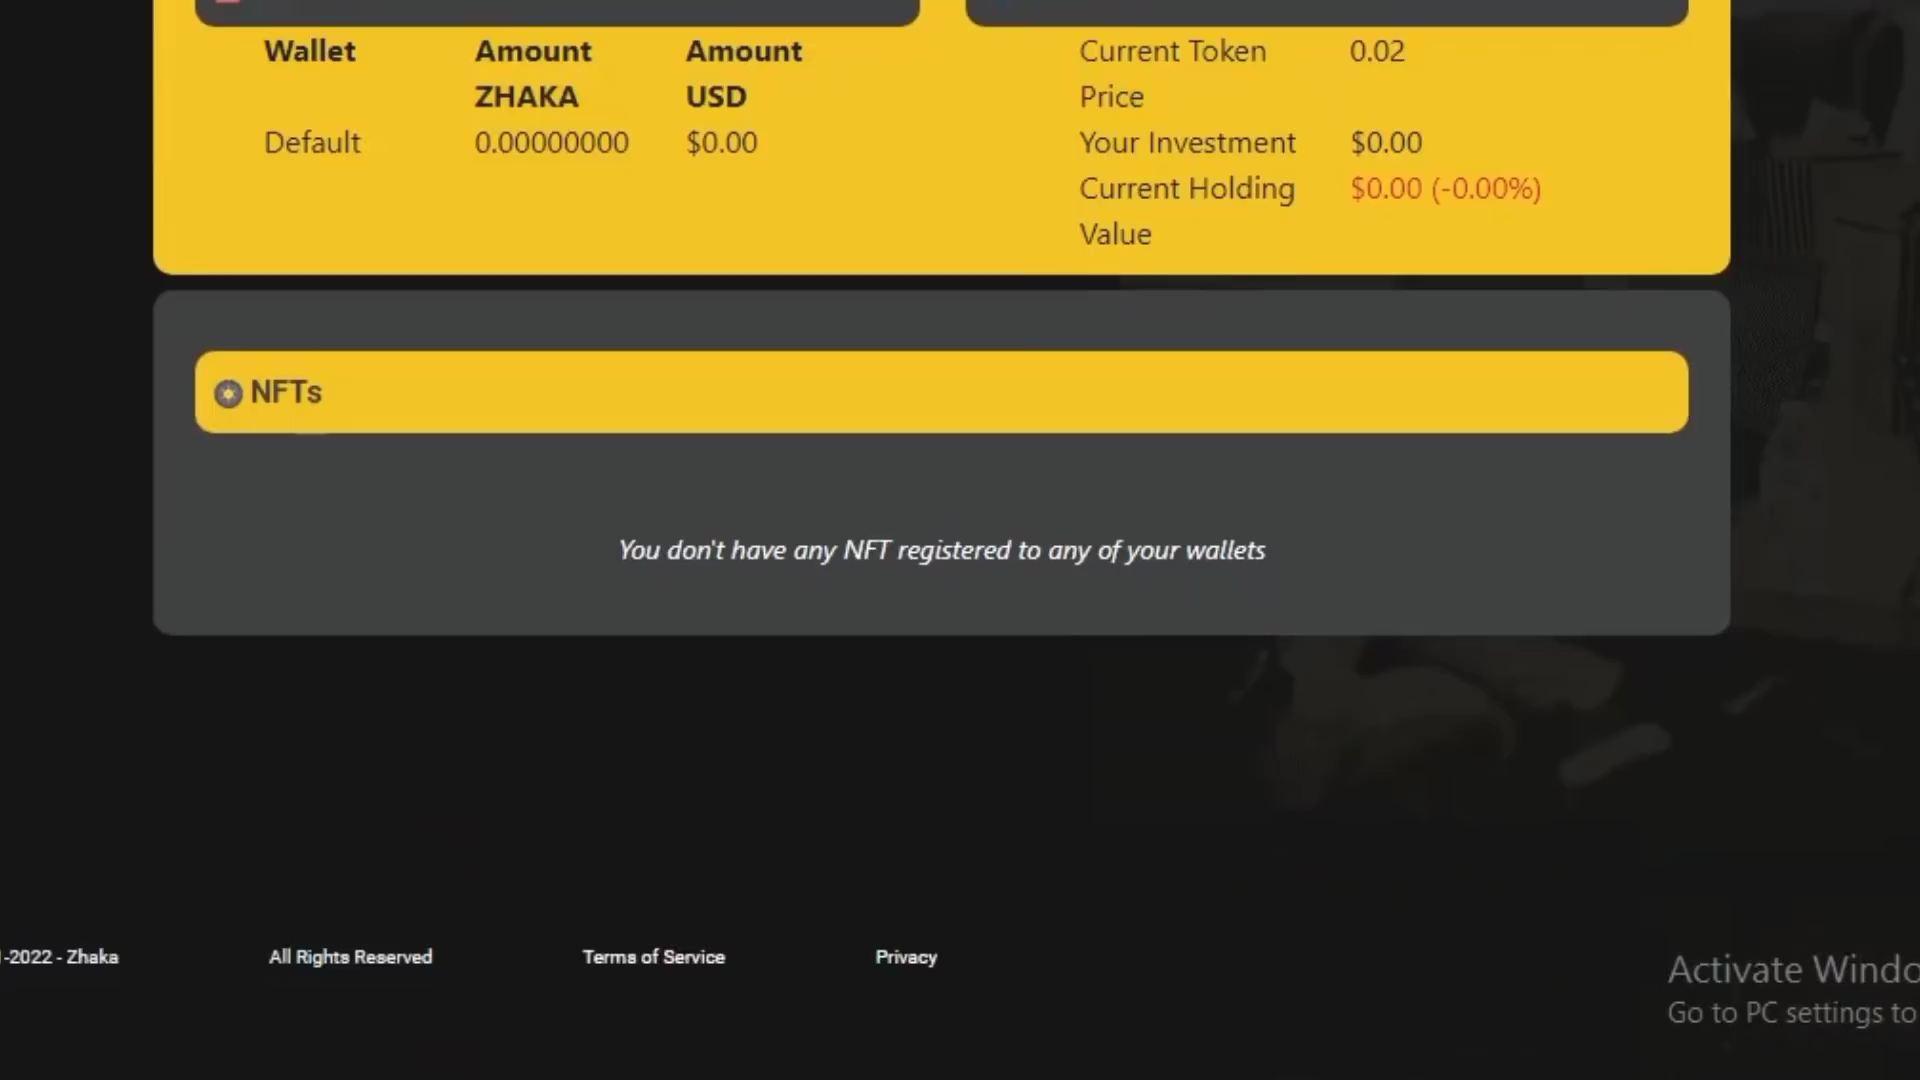 Wallet Amount Amount
ZHAKA USD
Default 0.00000000 $0.00
Current Token 0.02
Price
Your Investment $0.00
Current Holding $0.00 (-0.00%)
Value
NFTs
You don't have any NFT registered to any of your wallets
-2022 - Zhaka All Rights Reserved Terms of Service Privacy
Activate Windo
Go to PC settings to